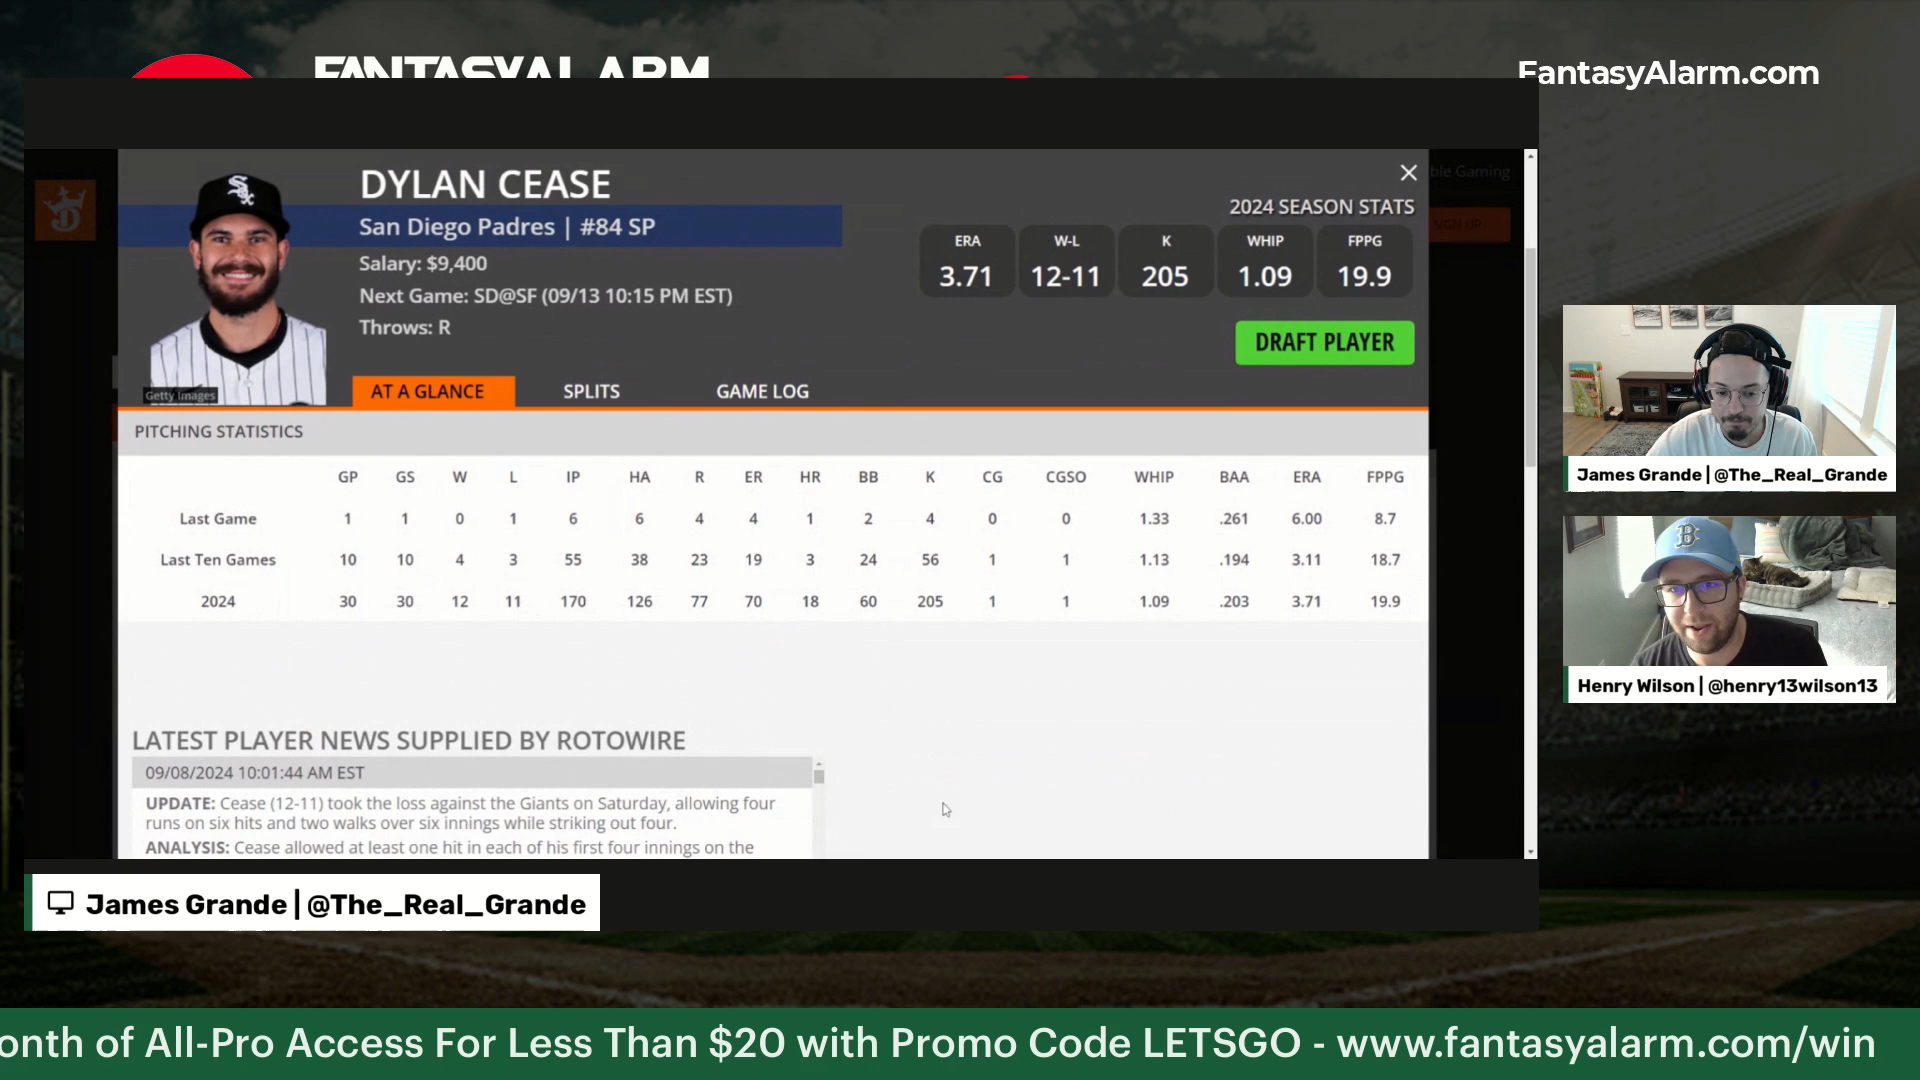 FANTASYALARM
FantasyAlarm.com
DYLAN CEASE
San Diego Padres | #84 SP
Salary: $9,400
Next Game: SD@SF (09/13 10:15 PM EST)
Throws: R
Getty Images
ble Gaming
SIGN UP
2024 SEASON STATS
ERA W-L K WHIP FPPG
3.71 12-11 205 1.09 19.9
DRAFT PLAYER
AT A GLANCE SPLITS GAME LOG
PITCHING STATISTICS
GP GS W L IP HA R ER HR BB K CG CGSO WHIP BAA ERA FPPG
Last Game 1 1 0 1 6 6 4 4 1 2 4 0 0 1.33 .261 6.00 8.7
Last Ten Games 10 10 4 3 55 38 23 19 3 24 56 1 1 1.13 .194 3.11 18.7
2024 30 30 12 11 170 126 77 70 18 60 205 1 1 1.09 .203 3.71 19.9
LATEST PLAYER NEWS SUPPLIED BY ROTOWIRE
09/08/2024 10:01:44 AM EST
UPDATE: Cease (12-11) took the loss against the Giants on Saturday, allowing four
runs on six hits and two walks over six innings while striking out four.
ANALYSIS: Cease allowed at least one hit in each of his first four innings on the
James Grande | @The_Real_Grande
Henry Wilson | @henry13wilson13
James Grande | @The_Real_Grande
onth of All-Pro Access For Less Than $20 with Promo Code LETSGO - www.fantasyalarm.com/win